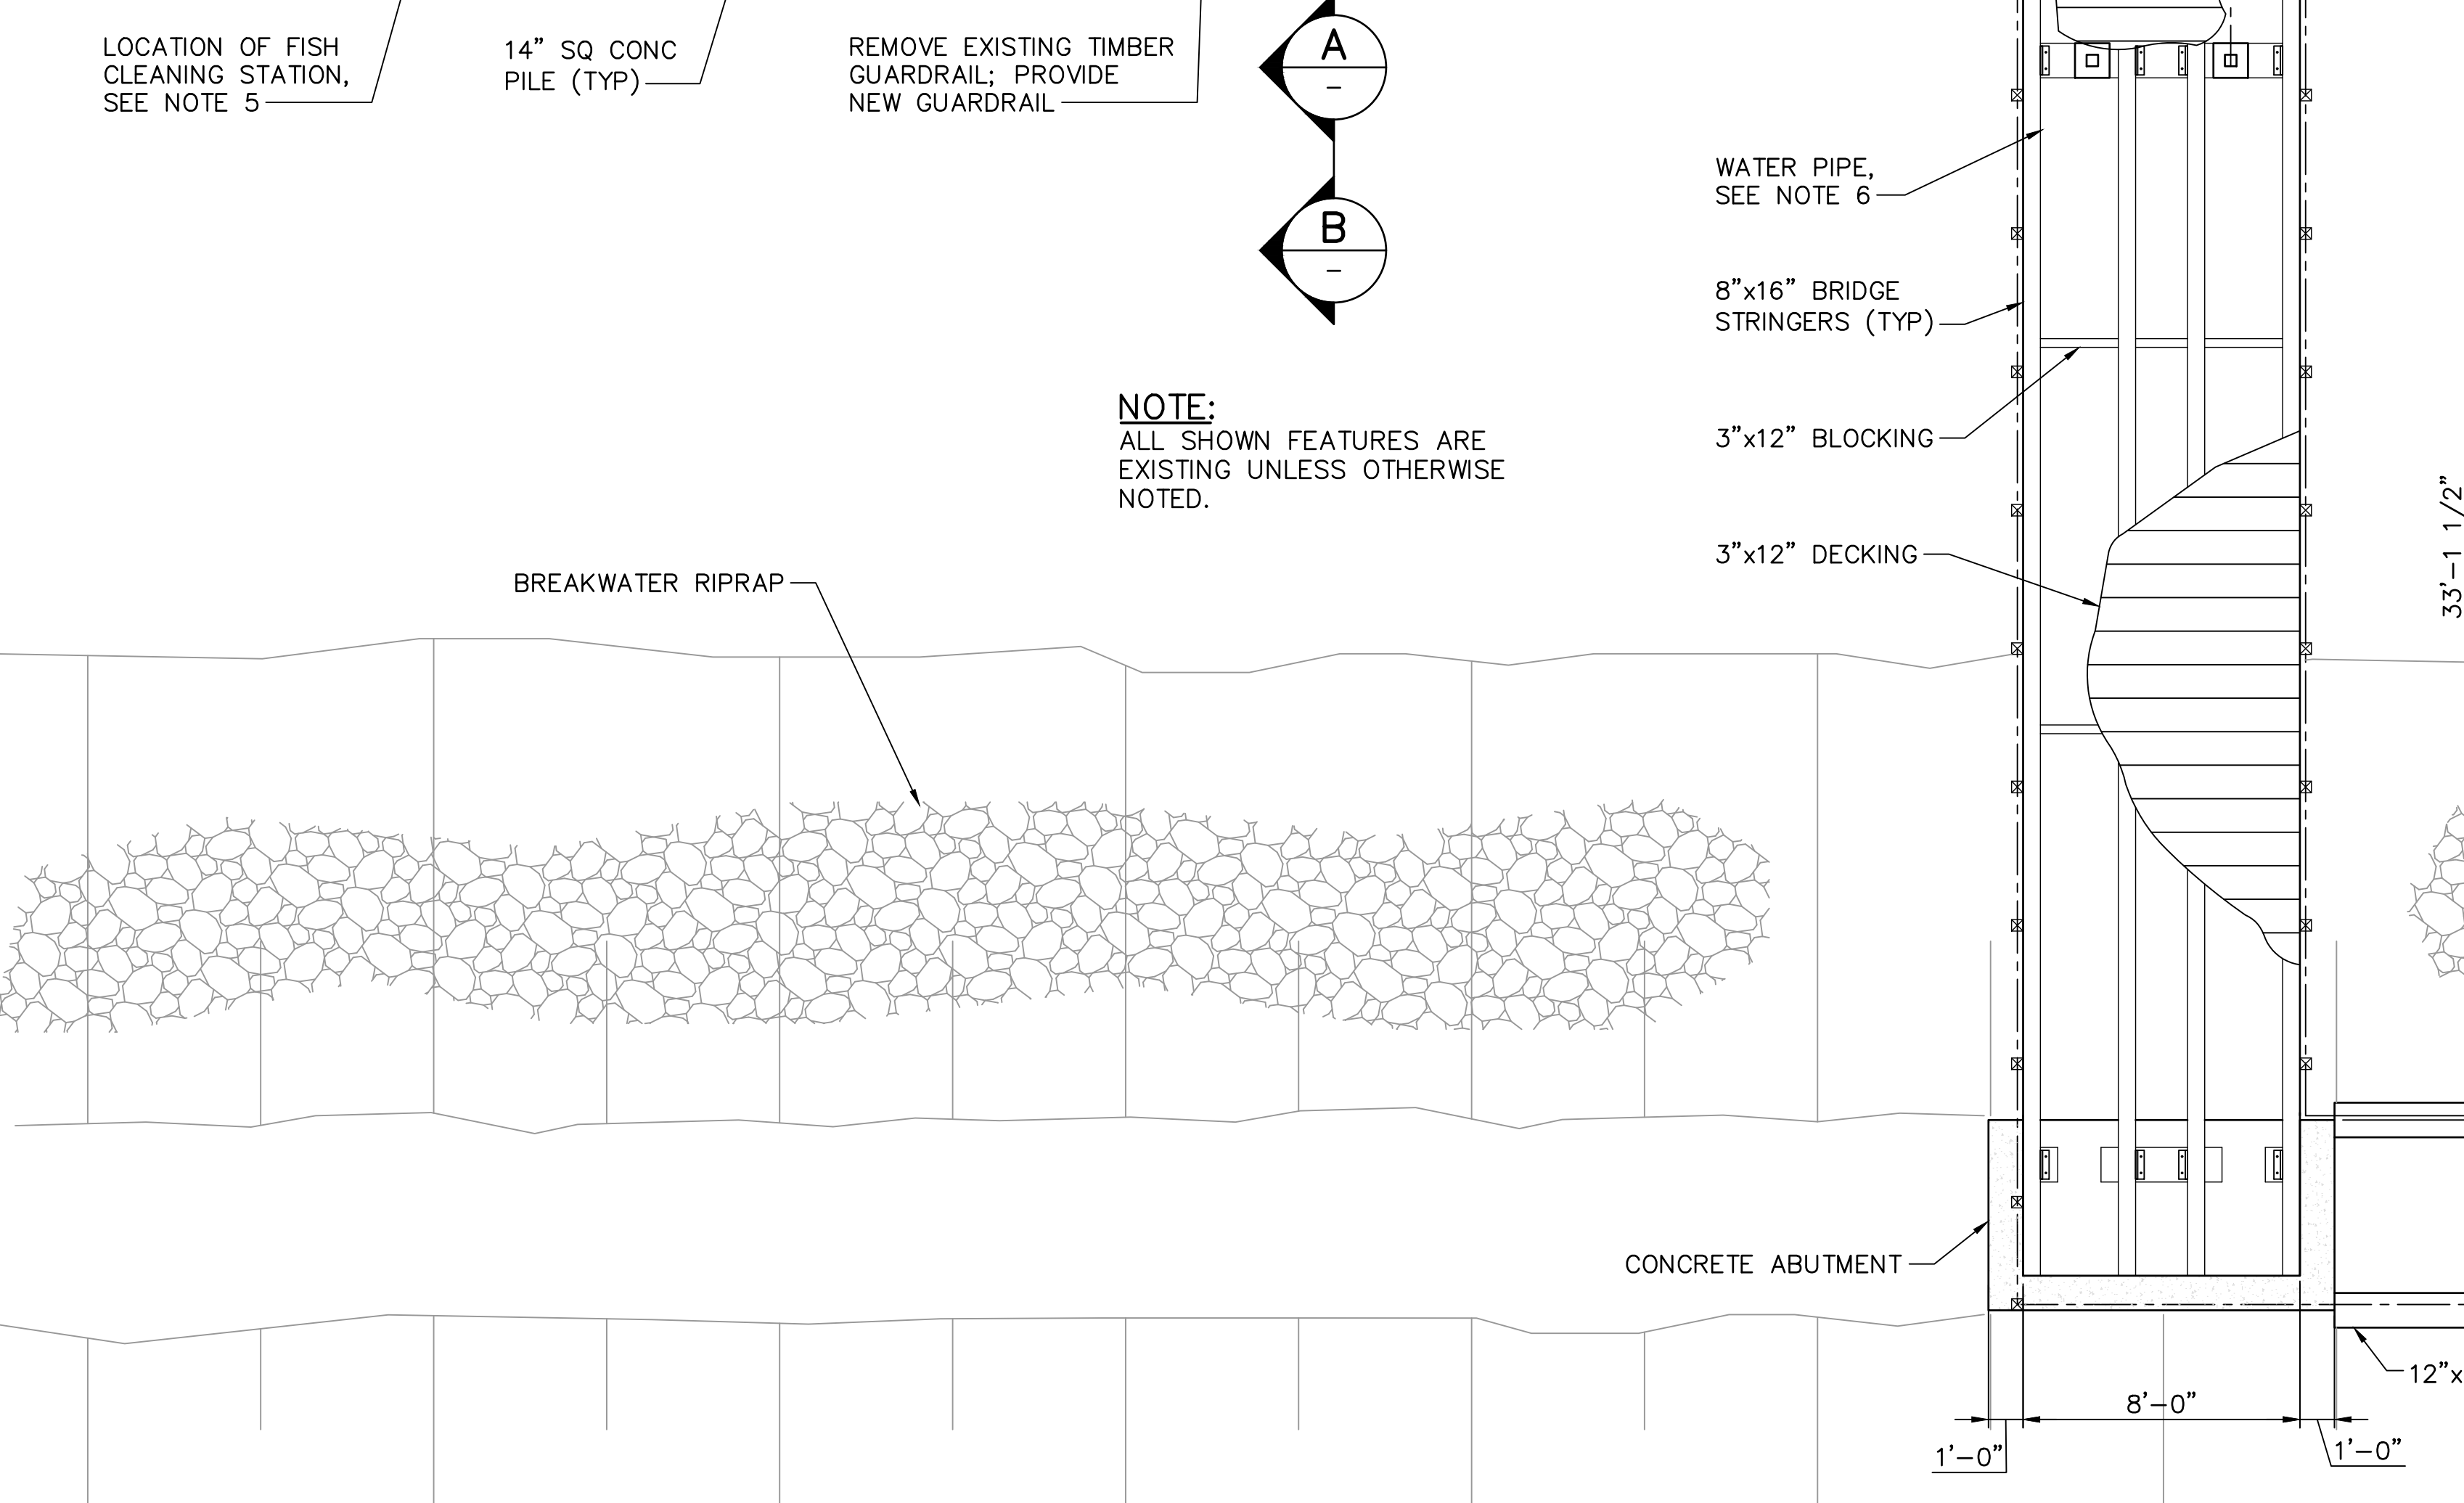 LOCATION OF FISH
CLEANING STATION,
SEE NOTE 5
14” SQ CONC
PILE (TYP)
REMOVE EXISTING TIMBER
GUARDRAIL; PROVIDE
NEW GUARDRAIL
A
-
B
-
WATER PIPE,
SEE NOTE 6
8”x16” BRIDGE
STRINGERS (TYP)
3”x12” BLOCKING
NOTE:
ALL SHOWN FEATURES ARE
EXISTING UNLESS OTHERWISE
NOTED.
3”x12” DECKING
33’-1 1/2”
BREAKWATER RIPRAP
CONCRETE ABUTMENT
12”x
8’-0”
1’-0”
1’-0”